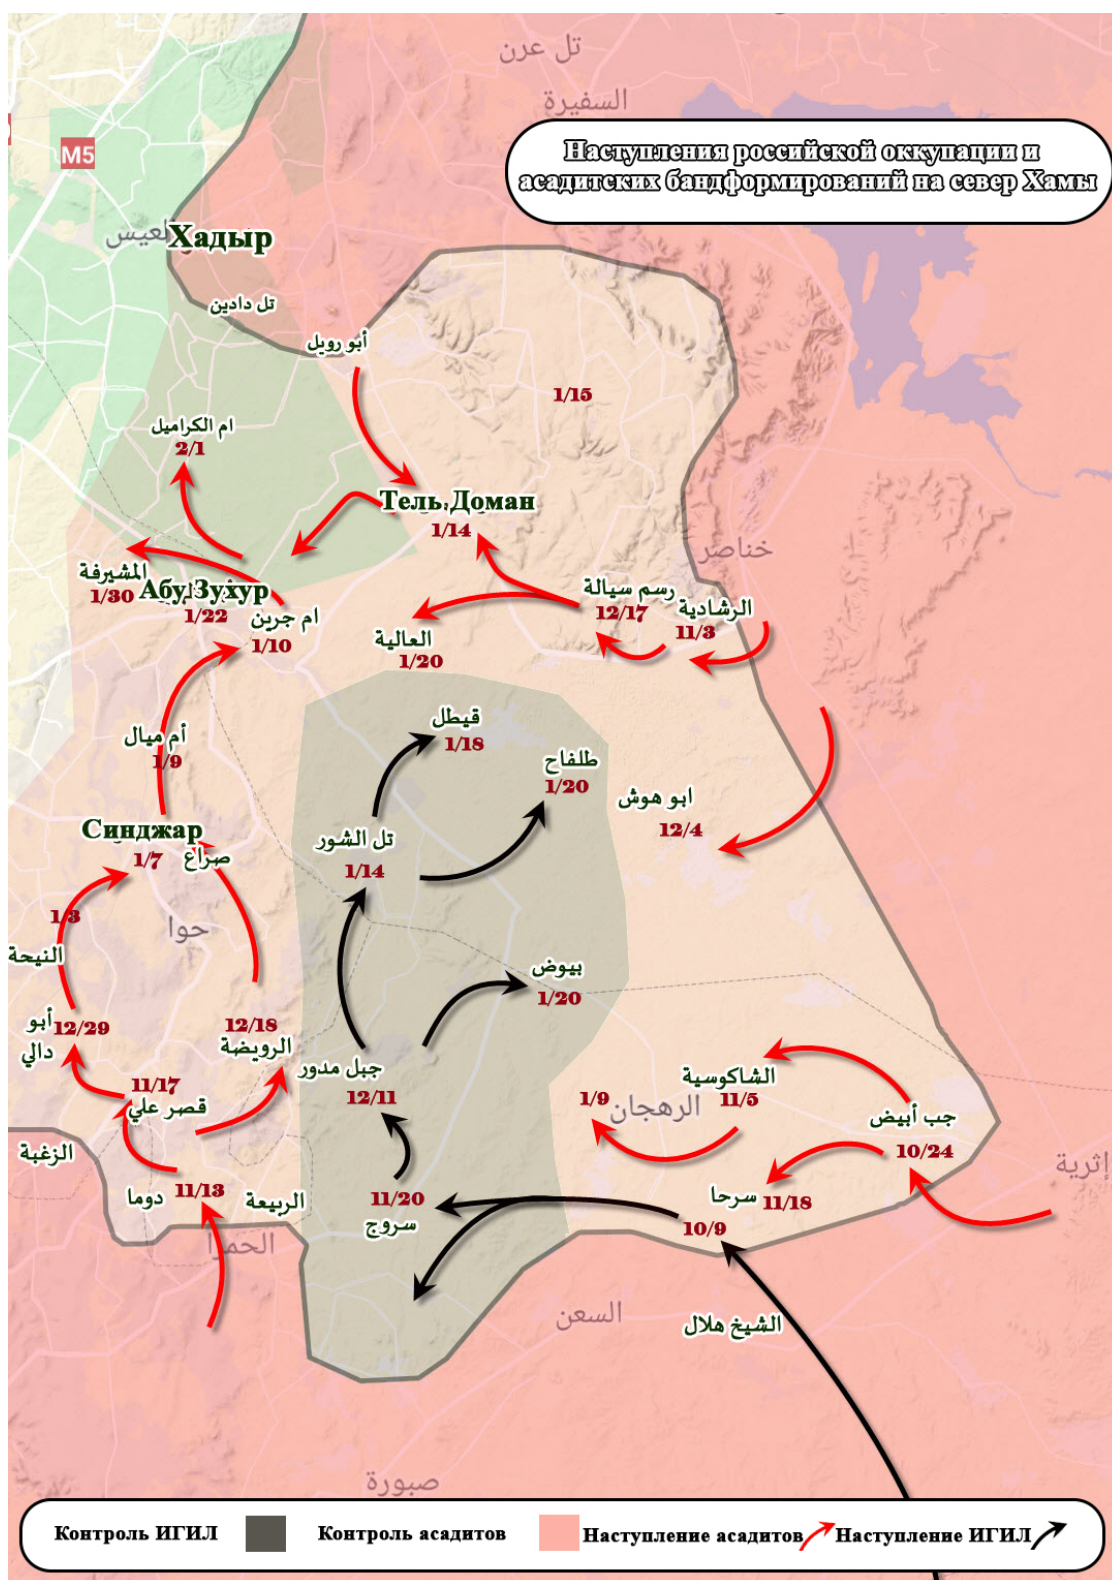 تل عرن
السفيرة
Наступления российской оккупации и
асадитских бандформирований на север Хамы
M5
العيس
Хадыр
تل دادين
أبو رويل
1/15
ام الكراميل
2/1
Тель Доман
1/14
خناصر
المشيرفة
1/30
Абу Зухур
1/22
رسم سيالة
12/17
الرشادية
11/3
ام جرين
1/10
العالية
1/20
قيطل
1/18
أم ميال
1/9
طلفاح
1/20
ابو هوش
12/4
Синджар
1/7
صراع
تل الشور
1/14
1/3
حوا
النيحة
بيوض
1/20
أبو
دالي
12/29
12/18
الرويضة
جبل مدور
12/11
الشاكوسية
11/5
11/17
قصر علي
1/9
الرهجان
جب أبيض
10/24
الزغبة
إثرية
دوما
11/13
الربيعة
11/20
سروج
سرحا
11/18
10/9
الحمرا
السعن
الشيخ هلال
صبورة
Контроль ИГИЛ
Контроль асадитов
Наступление асадитов
Наступление ИГИЛ